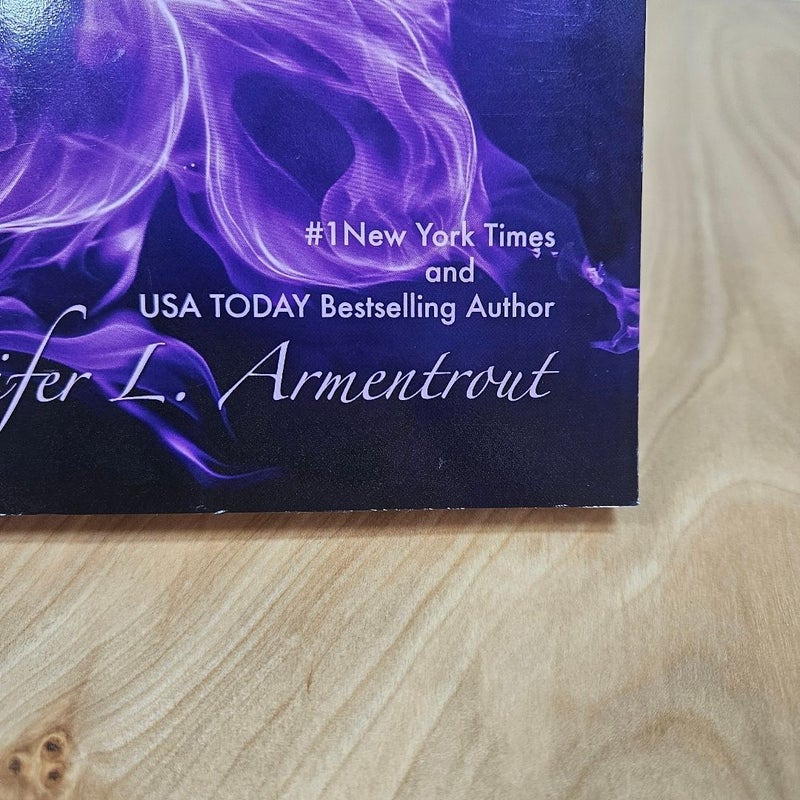 #1New York Times
and
USA TODAY Bestselling Author
ifer L. Armentrout